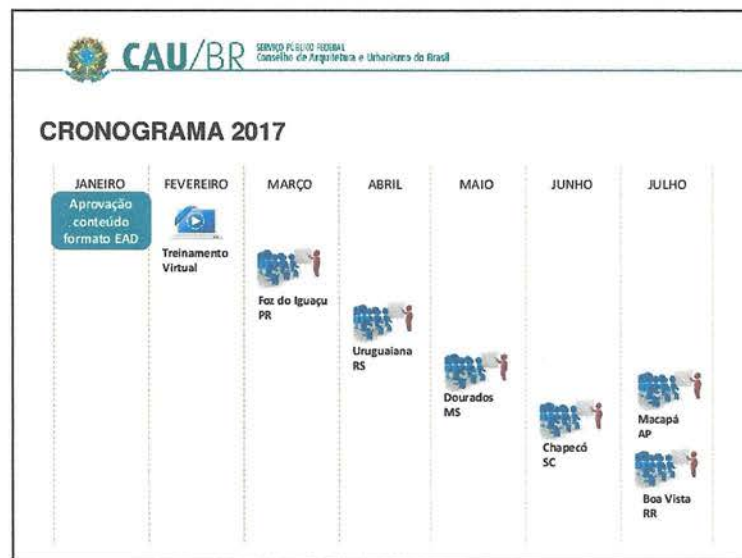 CAU/BR
SERVIÇO PÚBLICO FEDERAL
Conselho de Arquitetura e Urbanismo do Brasil
CRONOGRAMA 2017
JANEIRO FEVEREIRO MARÇO ABRIL MAIO JUNHO JULHO
Aprovação
conteúdo
formato EAD
Treinamento
Virtual
Foz do Iguaçu
PR
Uruguaiana
RS
Dourados
MS
Chapecó
SC
Macapá
AP
Boa Vista
RR